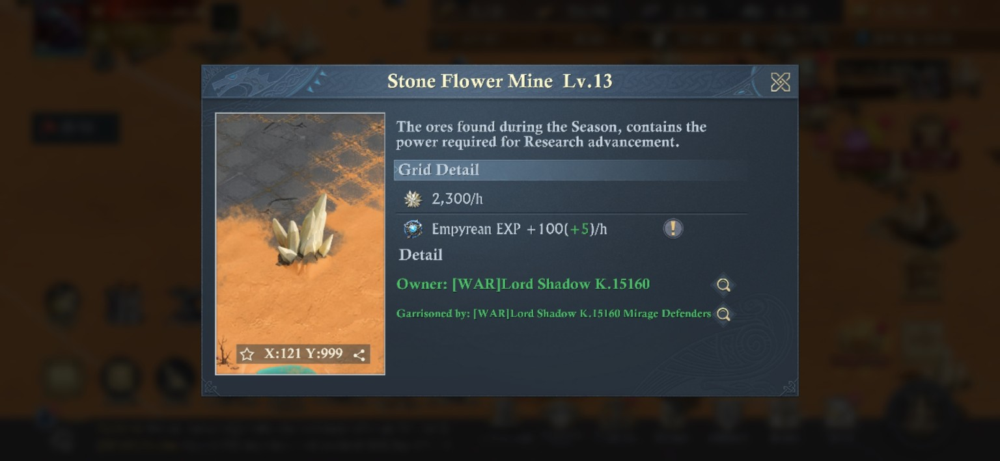 Stone Flower Mine Lv.13
The ores found during the Season, contains the
power required for Research advancement.
Grid Detail
2,300/h
Empyrean EXP +100(+5)/h
Detail
Owner: [WAR]Lord Shadow K.15160
Garrisoned by: [WAR]Lord Shadow K.15160 Mirage Defenders
X:121 Y:999